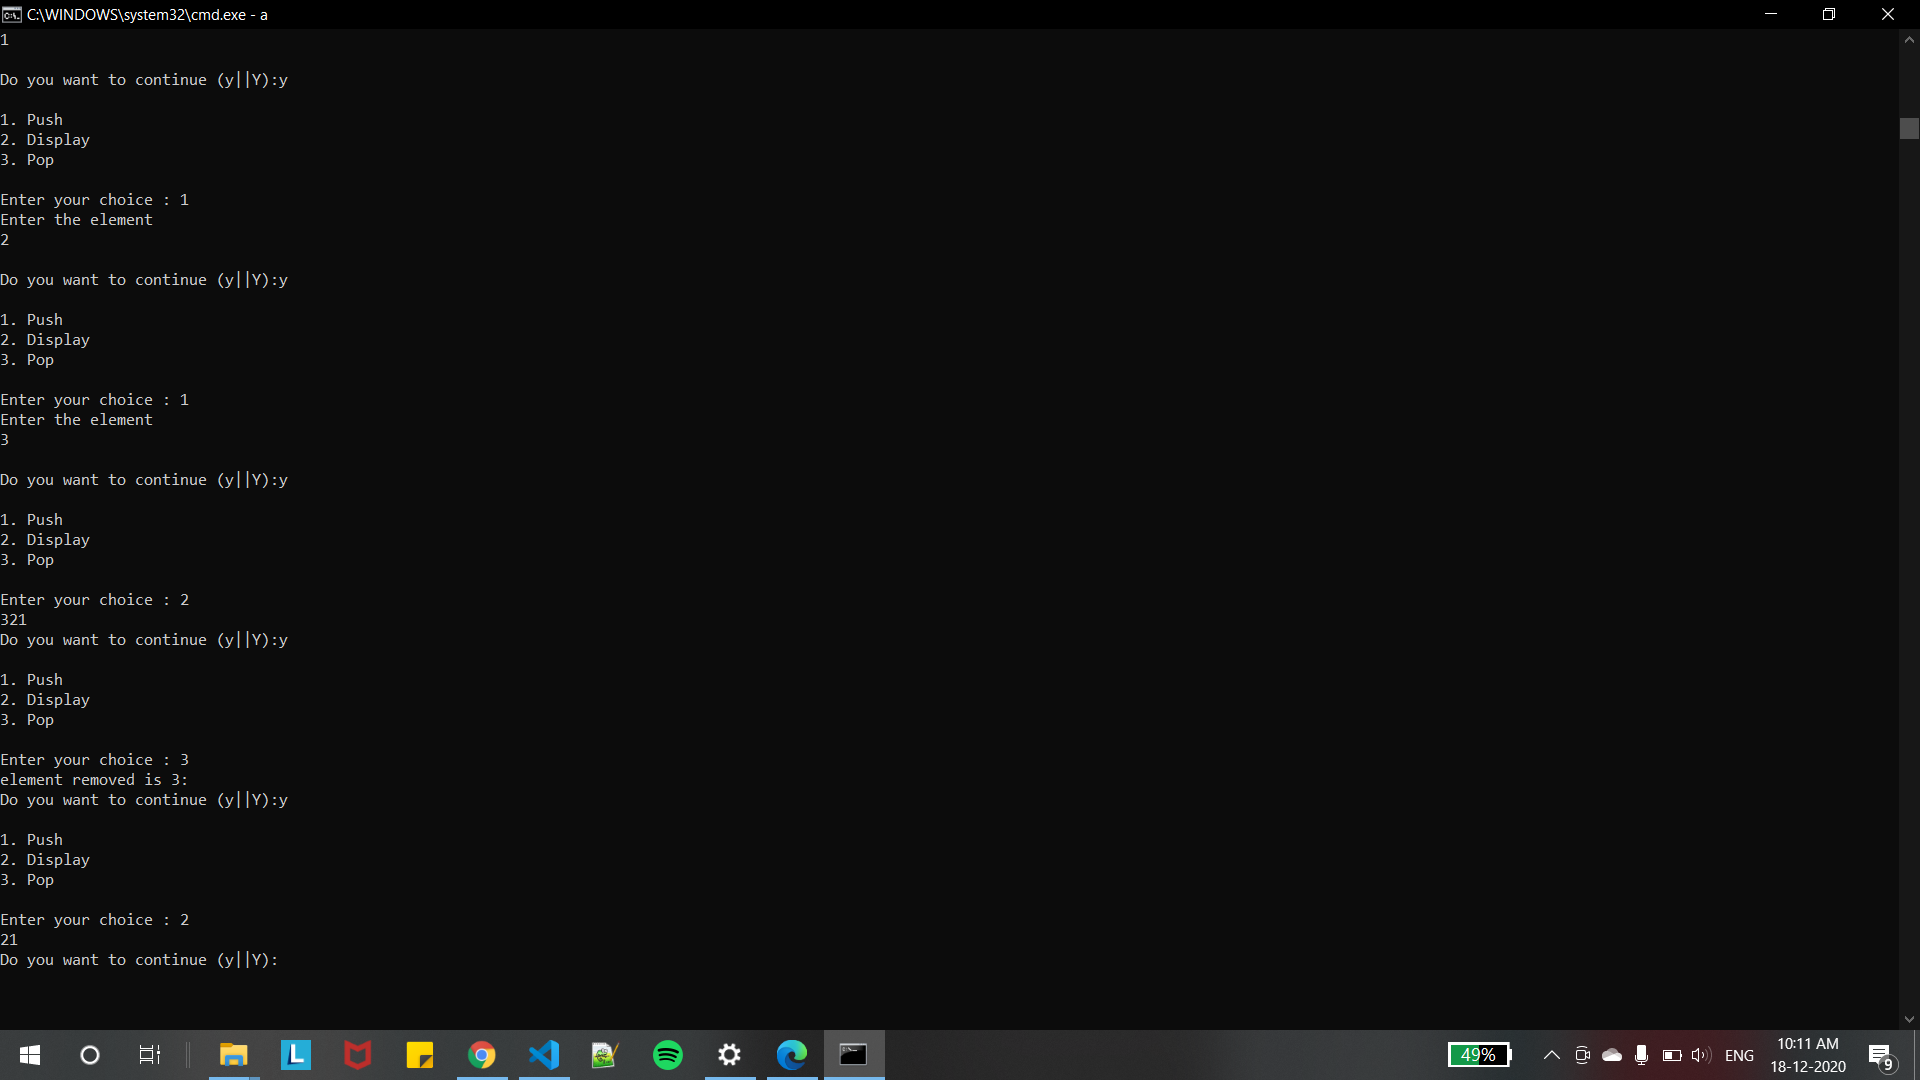 C:\WINDOWS\system32\cmd.exe - a
1
Do you want to continue (y||Y):y
1. Push
2. Display
3. Pop
Enter your choice : 1
Enter the element
2
Do you want to continue (y||Y):y
1. Push
2. Display
3. Pop
Enter your choice : 1
Enter the element
3
Do you want to continue (y||Y):y
1. Push
2. Display
3. Pop
Enter your choice : 2
321
Do you want to continue (y||Y):y
1. Push
2. Display
3. Pop
Enter your choice : 3
element removed is 3:
Do you want to continue (y||Y):y
1. Push
2. Display
3. Pop
Enter your choice : 2
21
Do you want to continue (y||Y):
L
49%
ENG
10:11 AM
18-12-2020
9